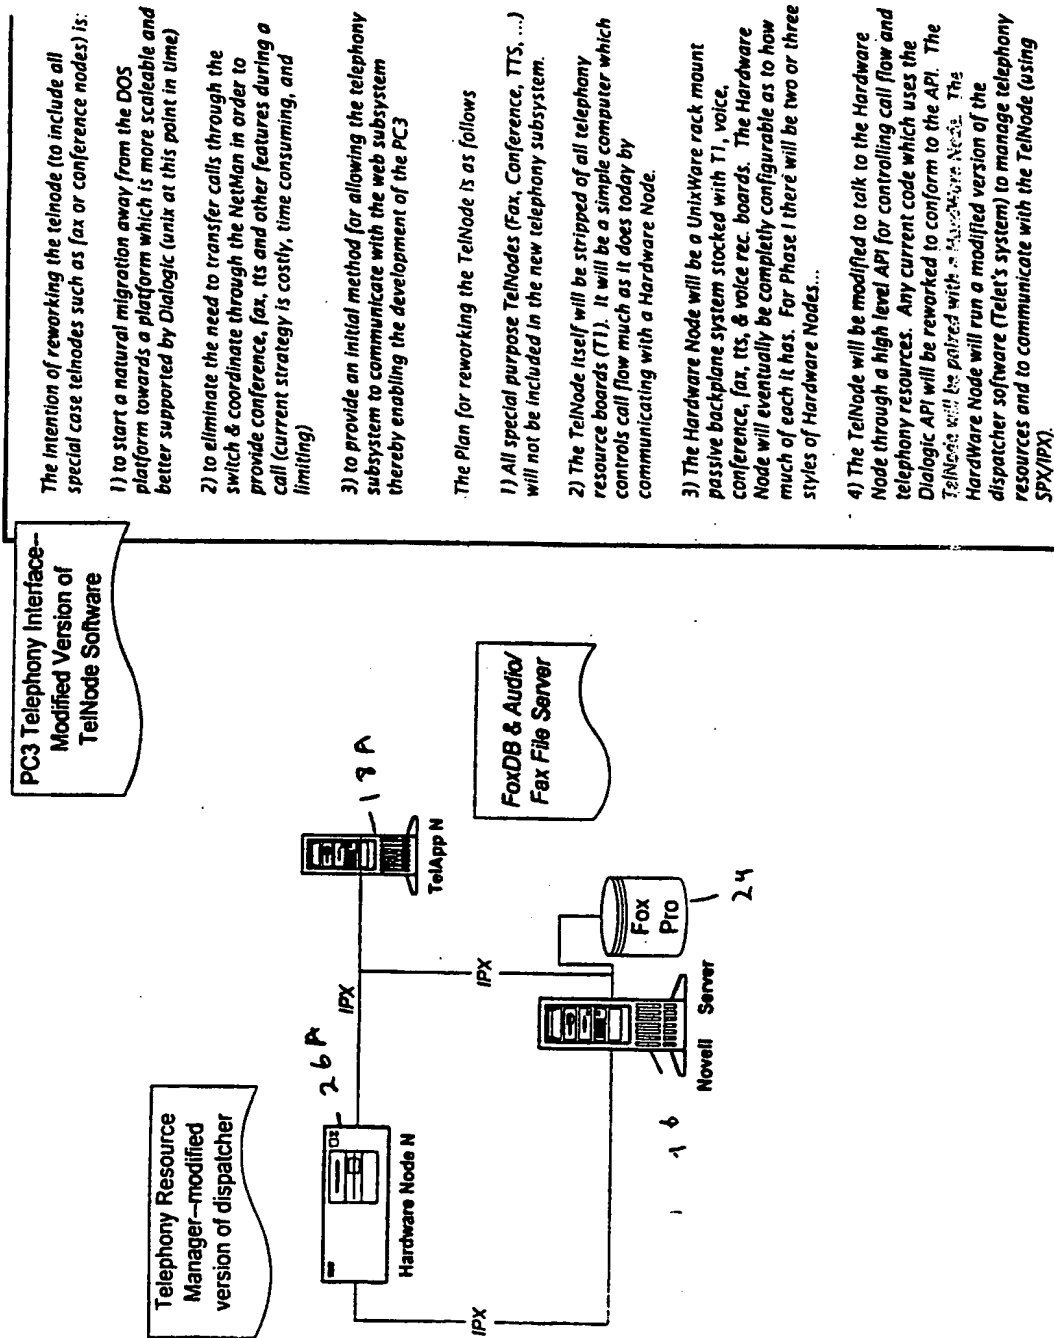 The Intention of reworking the telnode (to include all
special case telnodes such as fax or conference nodes) is:
1) to start a natural migration away from the DOS
platform towards a platform which is more scaleable and
better supported by Dialogic (unix at this point in time)
2) to eliminate the need to transfer calls through the
switch & coordinate through the NetMan in order to
provide conference, fax, tts and other features during a
call (current strategy is costly, time consuming, and
limiting)
3) to provide an initial method for allowing the telephony
subsystem to communicate with the web subsystem
thereby enabling the development of the PC3
The Plan for reworking the TelNode is as follows
1) All special purpose TelNodes (Fax, Conference, TTS, ...)
will not be included in the new telephony subsystem.
2) The TelNode itself will be stripped of all telephony
resource boards (T1). It will be a simple computer which
controls call flow much as it does today by
communicating with a Hardware Node.
3) The Hardware Node will be a UnixWare rack mount
passive backplane system stocked with T1, voice,
conference, fax, tts, & voice rec. boards. The Hardware
Node will eventually be completly configurable as to how
much of each it has. For Phase I there will be two or three
styles of Hardware Nodes...
4) The TelNode will be modified to talk to the Hardware
Node through a high level API for controlling call flow and
telephony resources. Any current code which uses the
Dialogic API will be reworked to conform to the API. The
TelNode will be paired with a HardWare Node. The
HardWare Node will run a modified version of the
dispatcher software (Telet's system) to manage telephony
resources and to communicate with the TelNode (using
SPX/IPX).
PC3 Telephony Interface--
Modified Version of
TelNode Software
18A
TelApp N
FoxDB & Audio/
Fax File Server
IPX
IPX
Fox
Pro
24
Telephony Resource
Manager--modified
version of dispatcher
26A
Hardware Node N
Novell Server
16
IPX